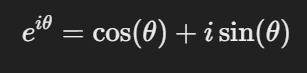 e^{iθ} = cos(θ) + i sin(θ)